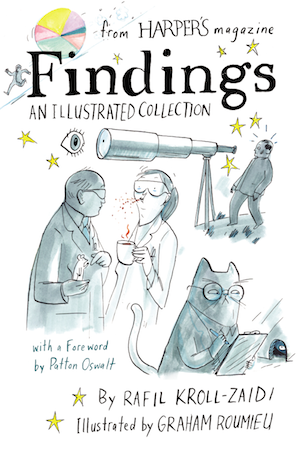 from HARPER'S magazine
Findings
AN ILLUSTRATED COLLECTION
with a Foreword
by Patton Oswalt
By RAFIL KROLL-ZAIDI
Illustrated by GRAHAM ROUMIEU